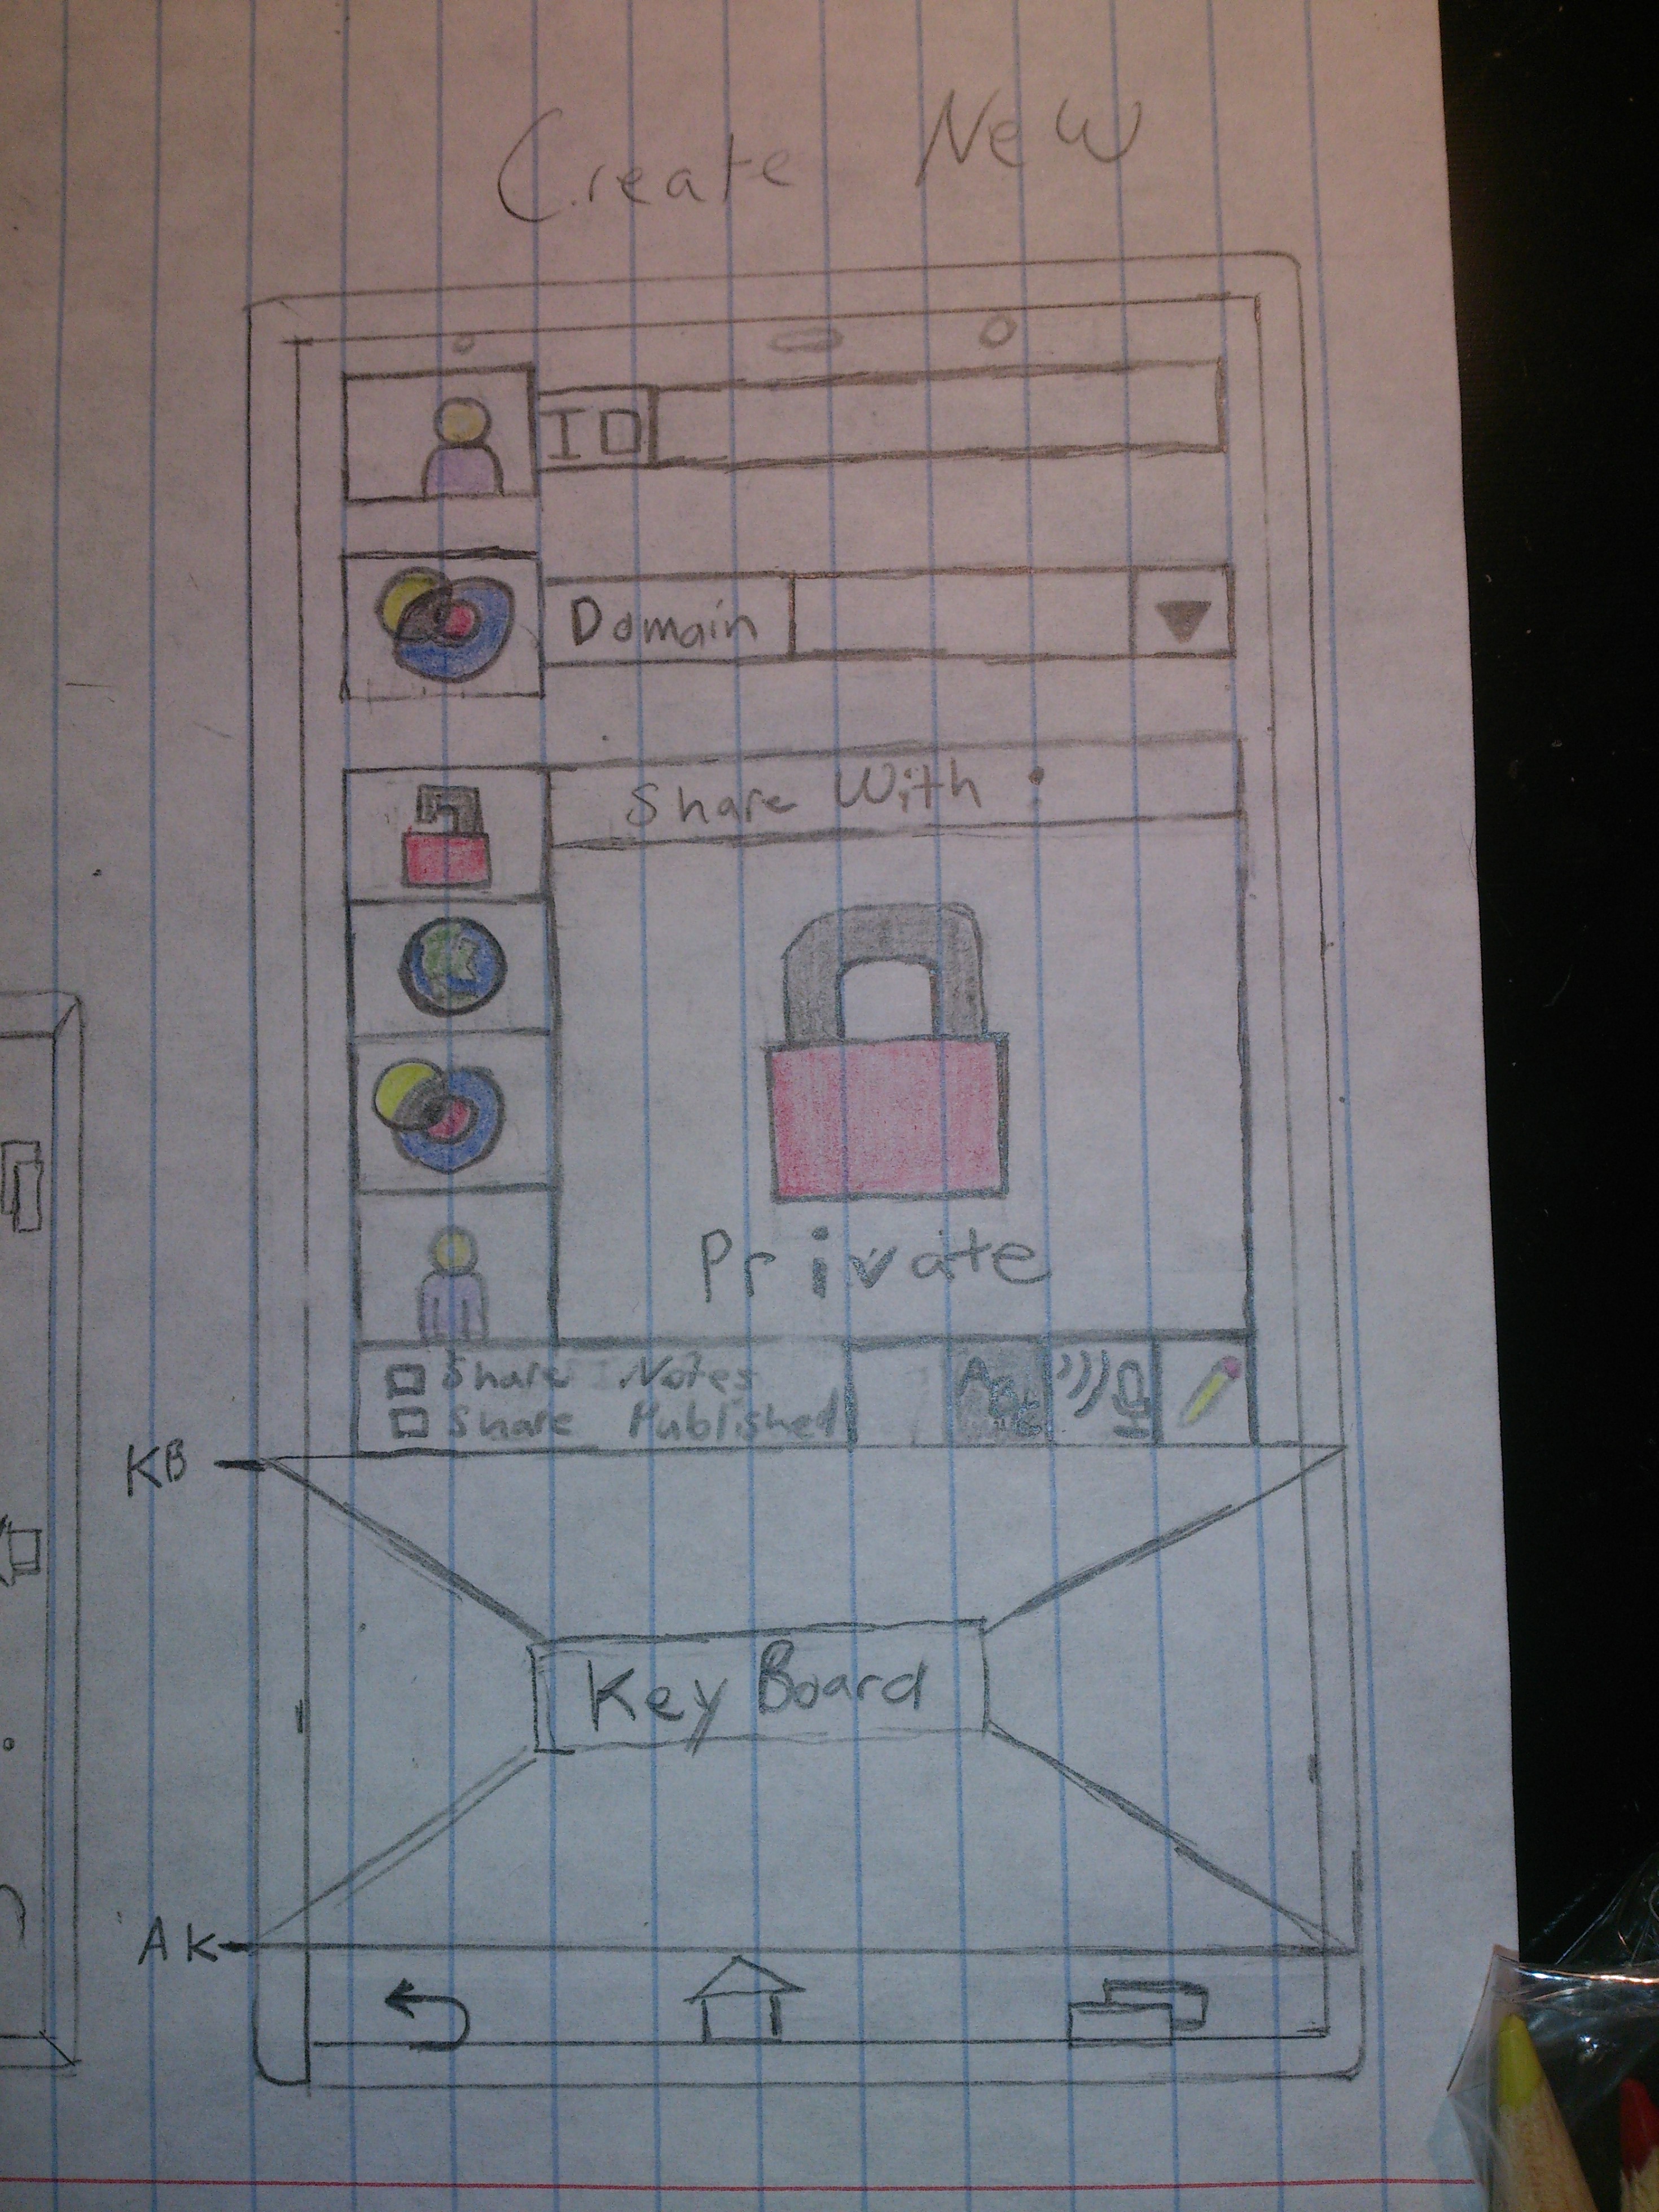 Create New
ID
Domain
Share With :
Private
Share Notes
Share Published
KB
Key Board
AK